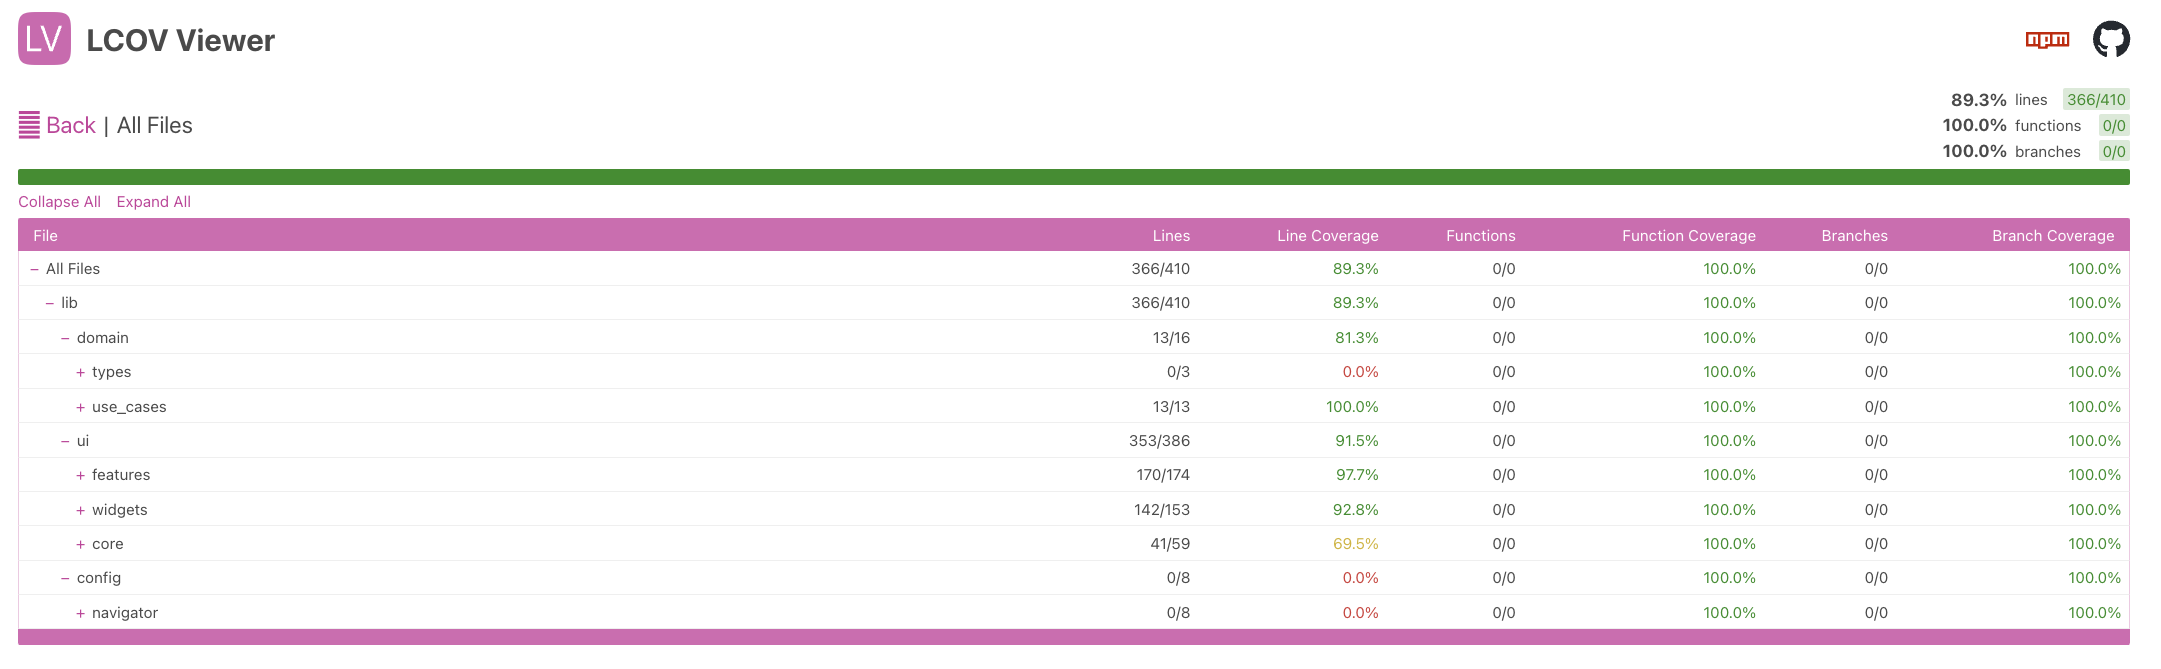 LV LCOV Viewer npm
Back | All Files
89.3% lines 366/410
100.0% functions 0/0
100.0% branches 0/0
Collapse All Expand All
File Lines Line Coverage Functions Function Coverage Branches Branch Coverage
− All Files 366/410 89.3% 0/0 100.0% 0/0 100.0%
− lib 366/410 89.3% 0/0 100.0% 0/0 100.0%
− domain 13/16 81.3% 0/0 100.0% 0/0 100.0%
+ types 0/3 0.0% 0/0 100.0% 0/0 100.0%
+ use_cases 13/13 100.0% 0/0 100.0% 0/0 100.0%
− ui 353/386 91.5% 0/0 100.0% 0/0 100.0%
+ features 170/174 97.7% 0/0 100.0% 0/0 100.0%
+ widgets 142/153 92.8% 0/0 100.0% 0/0 100.0%
+ core 41/59 69.5% 0/0 100.0% 0/0 100.0%
− config 0/8 0.0% 0/0 100.0% 0/0 100.0%
+ navigator 0/8 0.0% 0/0 100.0% 0/0 100.0%